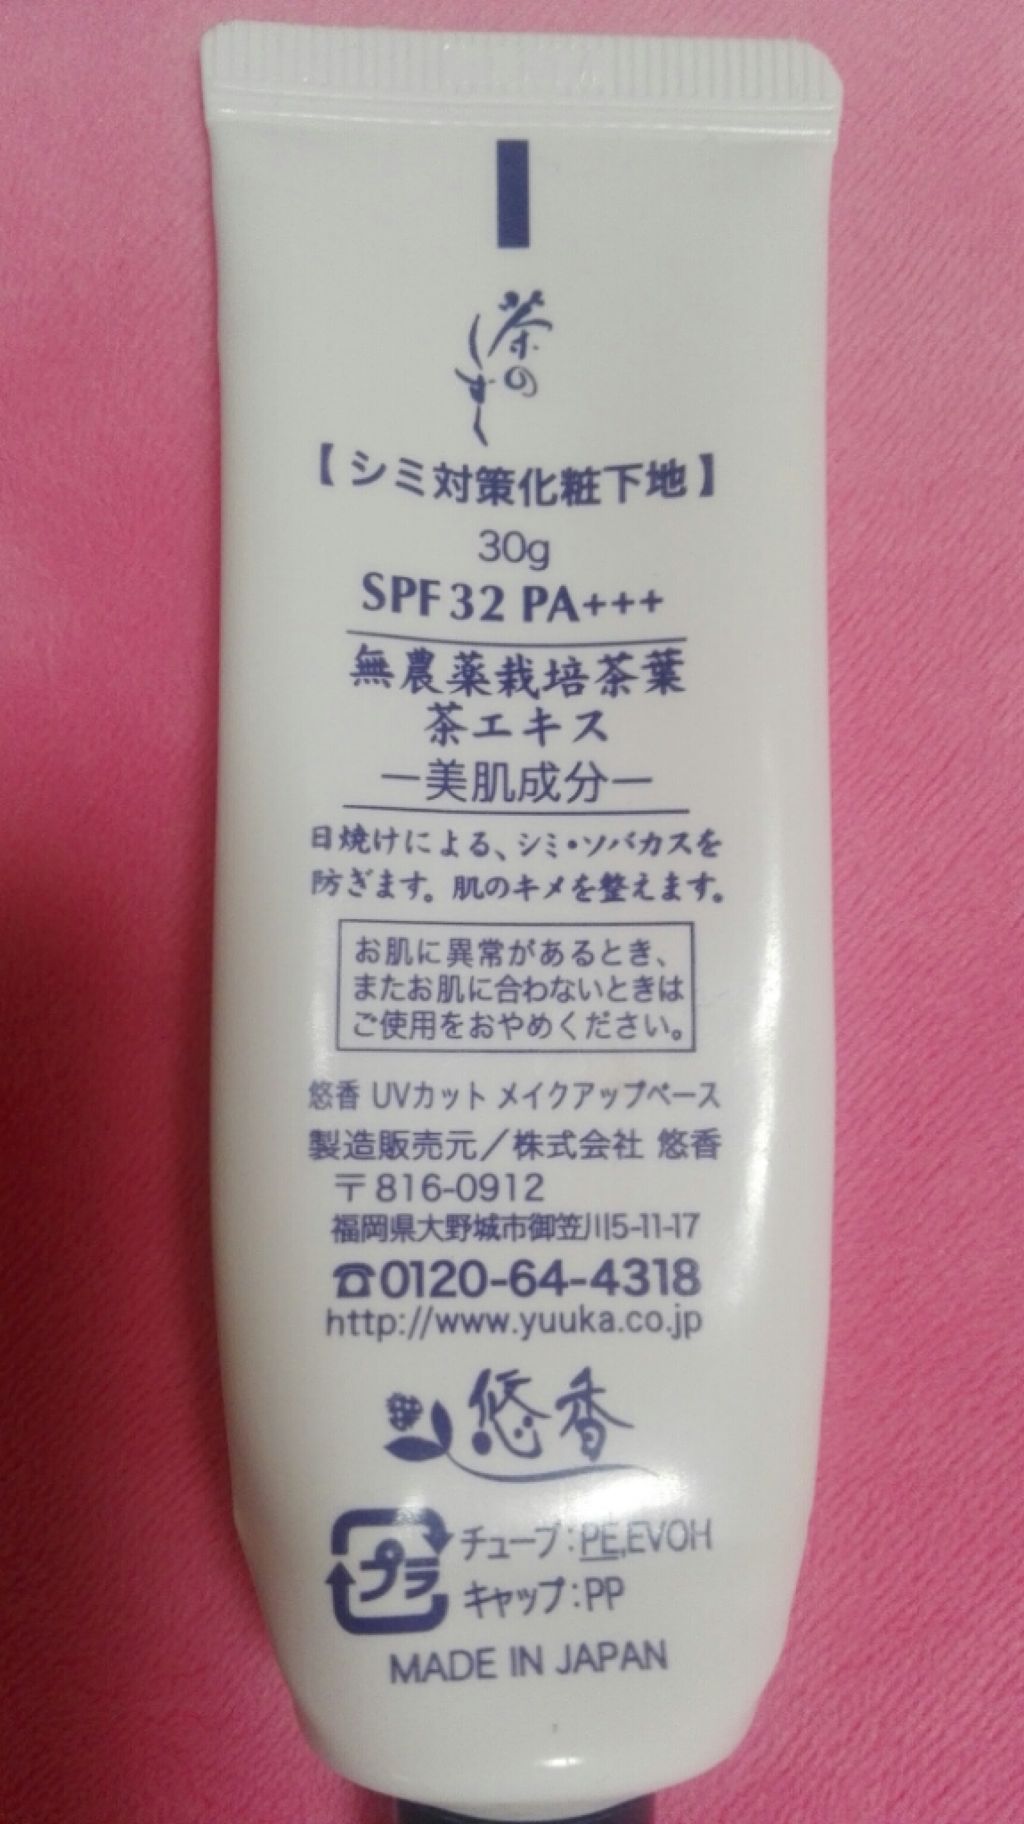 茶の
しずく
【シミ対策化粧下地】
30g
SPF32 PA+++
無農薬栽培茶葉
茶エキス
ー美肌成分ー
日焼けによる、シミ・ソバカスを
防ぎます。肌のキメを整えます。
お肌に異常があるとき、
またお肌に合わないときは
ご使用をおやめください。
悠香 UVカット メイクアップベース
製造販売元／株式会社 悠香
〒816-0912
福岡県大野城市御笠川5-11-17
☎0120-64-4318
http://www.yuuka.co.jp
悠香
プラ
チューブ:PE,EVOH
キャップ:PP
MADE IN JAPAN